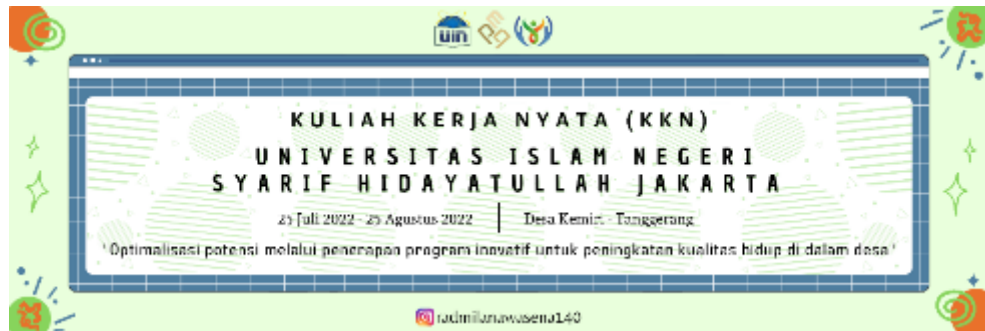 uin
KULIAH KERJA NYATA (KKN)
UNIVERSITAS ISLAM NEGERI
SYARIF HIDAYATULLAH JAKARTA
25 Juli 2022 - 25 Agustus 2022 | Desa Kemiri - Tanggerang
"Optimalisasi potensi melalui penerapan program inovatif untuk peningkatan kualitas hidup di dalam desa"
radmilanawasena140